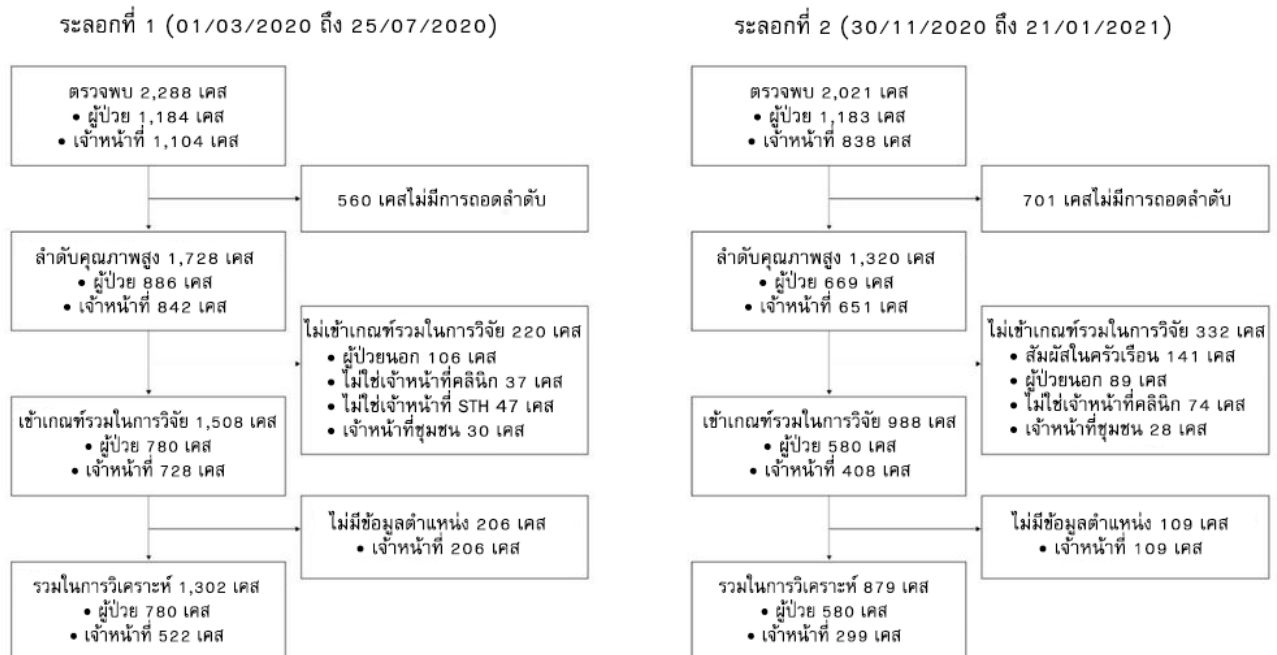 ระลอกที่ 1 (01/03/2020 ถึง 25/07/2020)
ตรวจพบ 2,288 เคส
• ผู้ป่วย 1,184 เคส
• เจ้าหน้าที่ 1,104 เคส
560 เคสไม่มีการถอดลำดับ
ลำดับคุณภาพสูง 1,728 เคส
• ผู้ป่วย 886 เคส
• เจ้าหน้าที่ 842 เคส
ไม่เข้าเกณฑ์รวมในการวิจัย 220 เคส
• ผู้ป่วยนอก 106 เคส
• ไม่ใช่เจ้าหน้าที่คลินิก 37 เคส
• ไม่ใช่เจ้าหน้าที่ STH 47 เคส
• เจ้าหน้าที่ชุมชน 30 เคส
เข้าเกณฑ์รวมในการวิจัย 1,508 เคส
• ผู้ป่วย 780 เคส
• เจ้าหน้าที่ 728 เคส
ไม่มีข้อมูลตำแหน่ง 206 เคส
• เจ้าหน้าที่ 206 เคส
รวมในการวิเคราะห์ 1,302 เคส
• ผู้ป่วย 780 เคส
• เจ้าหน้าที่ 522 เคส
ระลอกที่ 2 (30/11/2020 ถึง 21/01/2021)
ตรวจพบ 2,021 เคส
• ผู้ป่วย 1,183 เคส
• เจ้าหน้าที่ 838 เคส
701 เคสไม่มีการถอดลำดับ
ลำดับคุณภาพสูง 1,320 เคส
• ผู้ป่วย 669 เคส
• เจ้าหน้าที่ 651 เคส
ไม่เข้าเกณฑ์รวมในการวิจัย 332 เคส
• สัมผัสในครัวเรือน 141 เคส
• ผู้ป่วยนอก 89 เคส
• ไม่ใช่เจ้าหน้าที่คลินิก 74 เคส
• เจ้าหน้าที่ชุมชน 28 เคส
เข้าเกณฑ์รวมในการวิจัย 988 เคส
• ผู้ป่วย 580 เคส
• เจ้าหน้าที่ 408 เคส
ไม่มีข้อมูลตำแหน่ง 109 เคส
• เจ้าหน้าที่ 109 เคส
รวมในการวิเคราะห์ 879 เคส
• ผู้ป่วย 580 เคส
• เจ้าหน้าที่ 299 เคส